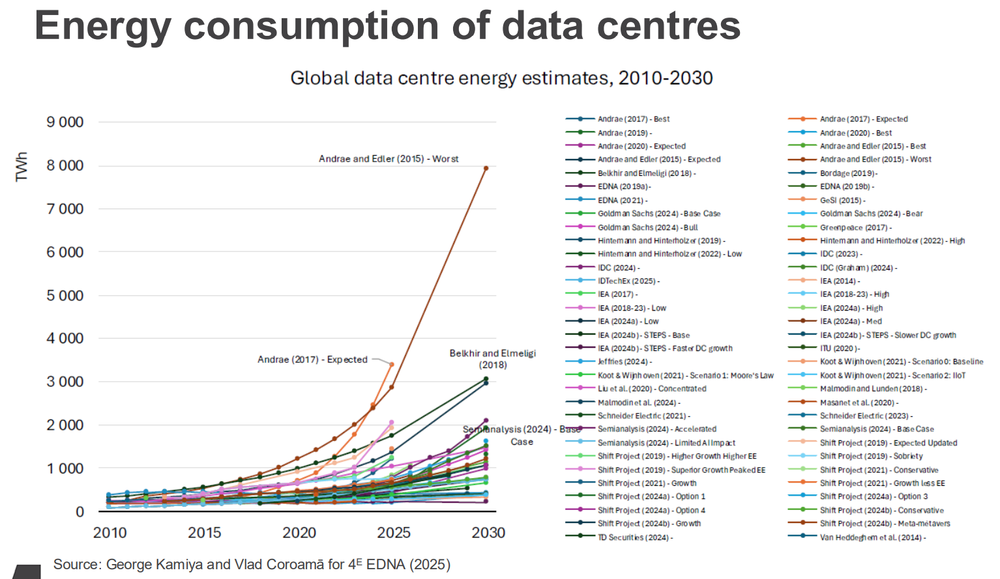 Energy consumption of data centres
Global data centre energy estimates, 2010-2030
TWh
9 000
8 000
7 000
6 000
5 000
4 000
3 000
2 000
1 000
0
2010
2015
2020
2025
2030
Andrae and Edler (2015) - Worst
Andrae (2017) - Expected
Belkhir and Elmeligi
(2018)
Semianalysis (2024) - Base
Case
Andrae (2017) - Best
Andrae (2017) - Expected
Andrae (2019) -
Andrae (2020) - Best
Andrae (2020) - Expected
Andrae and Edler (2015) - Best
Andrae and Edler (2015) - Expected
Andrae and Edler (2015) - Worst
Belkhir and Elmeligi (2018) -
Bordage (2019) -
EDNA (2019a) -
EDNA (2019b) -
EDNA (2021) -
GeSI (2015) -
Goldman Sachs (2024) - Base Case
Goldman Sachs (2024) - Bear
Goldman Sachs (2024) - Bull
Greenpeace (2017) -
Hintemann and Hinterholzer (2019) -
Hintemann and Hinterholzer (2022) - High
Hintemann and Hinterholzer (2022) - Low
IDC (2023) -
IDC (2024) -
IDC (Graham) (2024) -
IDTechEx (2025) -
IEA (2014) -
IEA (2017) -
IEA (2018-23) - High
IEA (2018-23) - Low
IEA (2024a) - High
IEA (2024a) - Low
IEA (2024a) - Med
IEA (2024b) - STEPS - Base
IEA (2024b) - STEPS - Slower DC growth
IEA (2024b) - STEPS - Faster DC growth
ITU (2020) -
Jeffries (2024) -
Koot & Wijnhoven (2021) - Scenario 0: Baseline
Koot & Wijnhoven (2021) - Scenario 1: Moore's Law
Koot & Wijnhoven (2021) - Scenario 2: IIoT
Liu et al. (2020) - Concentrated
Malmodin and Lunden (2018) -
Malmodin et al. (2024) -
Masanet et al. (2020) -
Schneider Electric (2021) -
Schneider Electric (2023) -
Semianalysis (2024) - Accelerated
Semianalysis (2024) - Base Case
Semianalysis (2024) - Limited AI Impact
Shift Project (2019) - Expected Updated
Shift Project (2019) - Higher Growth Higher EE
Shift Project (2019) - Sobriety
Shift Project (2019) - Superior Growth Peaked EE
Shift Project (2021) - Conservative
Shift Project (2021) - Growth
Shift Project (2021) - Growth less EE
Shift Project (2024a) - Option 1
Shift Project (2024a) - Option 3
Shift Project (2024a) - Option 4
Shift Project (2024b) - Conservative
Shift Project (2024b) - Growth
Shift Project (2024b) - Meta-métavers
TD Securities (2024) -
Van Heddeghem et al. (2014) -
Source: George Kamiya and Vlad Coroamă for 4ᴱ EDNA (2025)